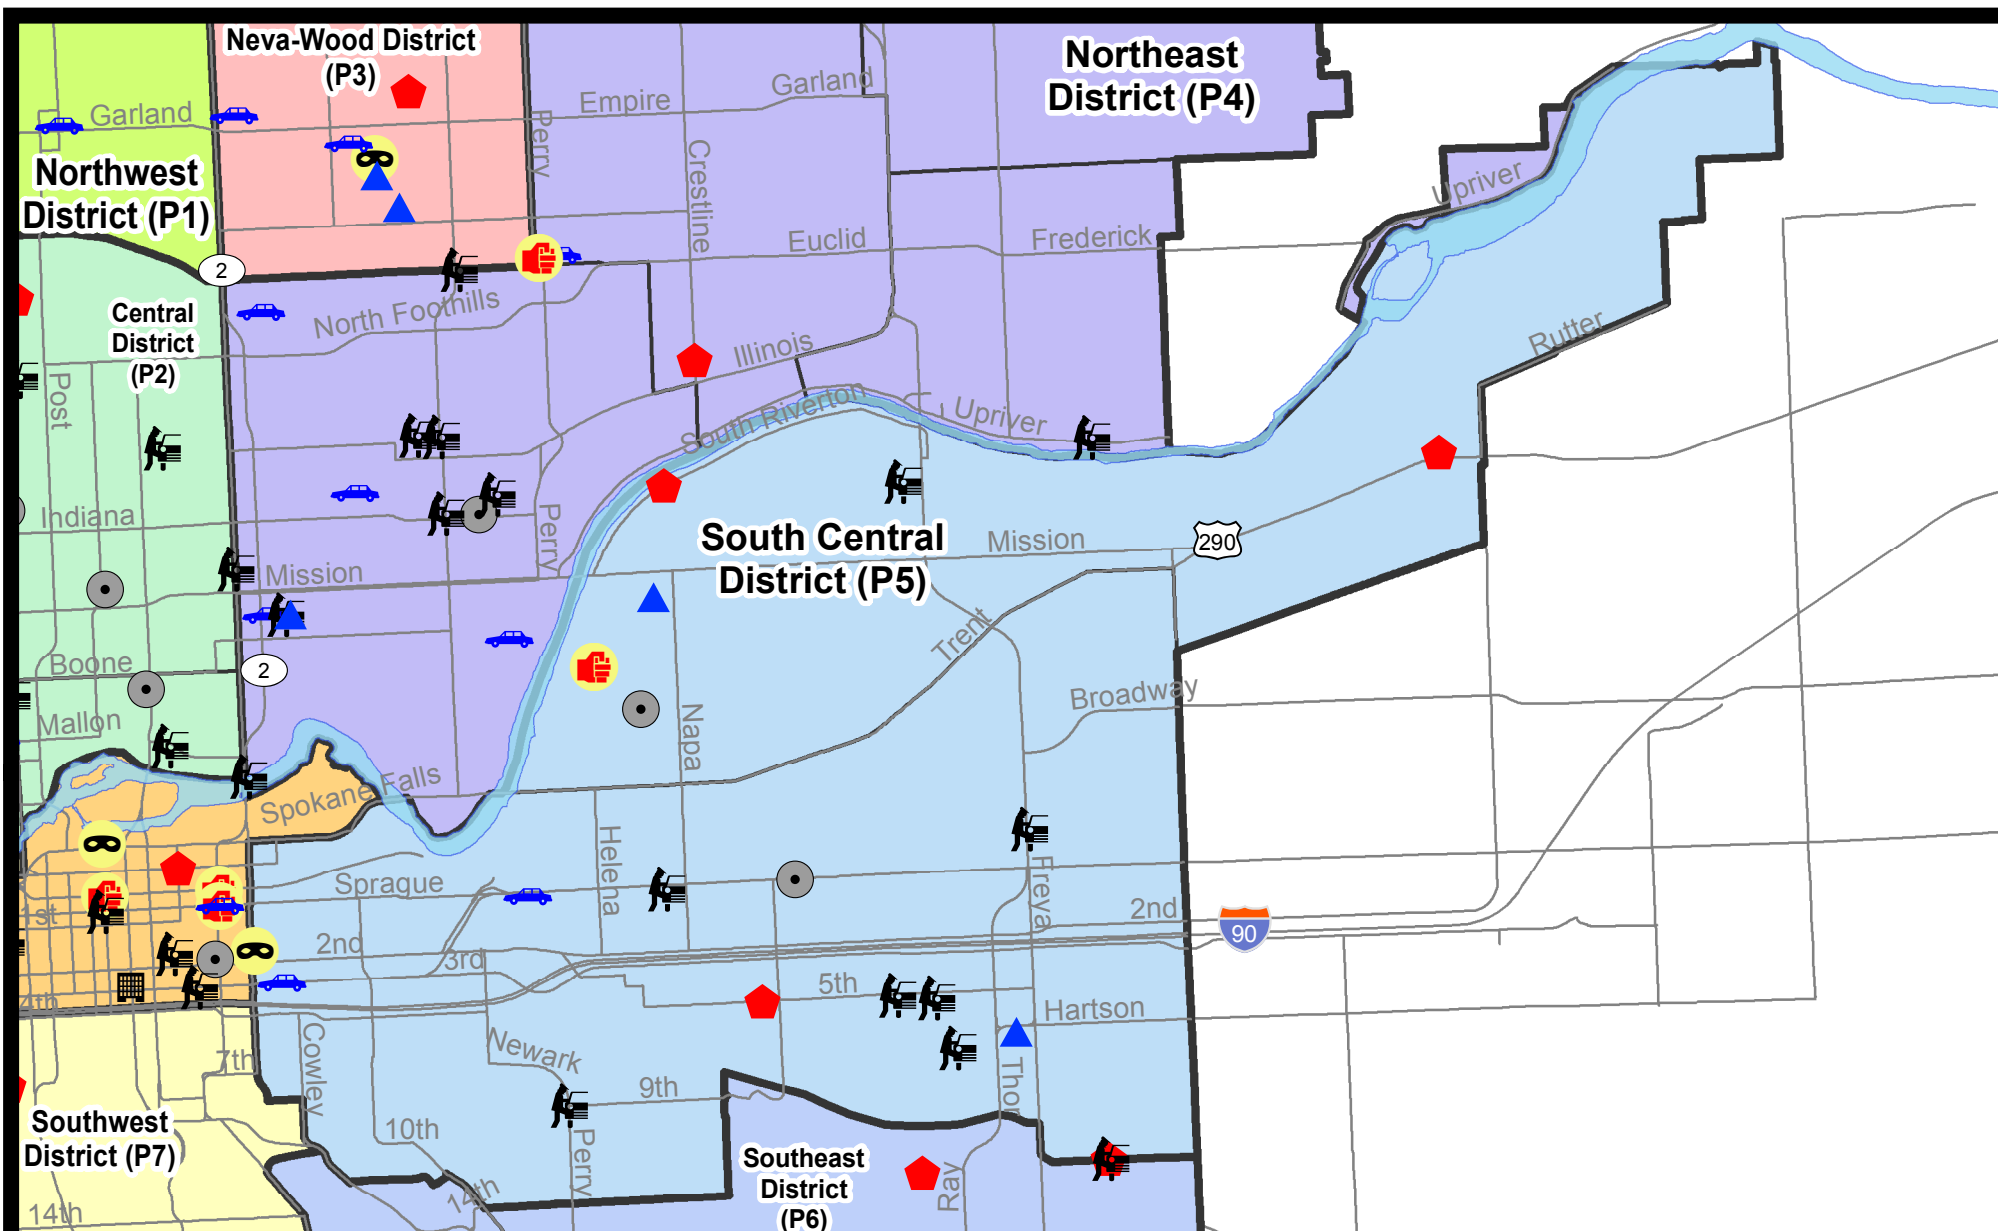 Neva-Wood District
(P3)
Northeast
District (P4)
Garland
Empire
Garland
Perry
Crestline
Northwest
District (P1)
Upriver
Euclid
Frederick
2
Central
District
(P2)
North Foothills
Illinois
Rutter
Post
South Riverton
Upriver
Indiana
Perry
South Central
District (P5)
Mission
290
Mission
Trent
Boone
2
Broadway
Mallon
Napa
Spokane Falls
Helena
Sprague
Freya
1st
2nd
2nd
90
3rd
5th
4th
Hartson
Cowley
Newark
7th
Thor
9th
Southwest
District (P7)
10th
Perry
Southeast
District
(P6)
Ray
14th
14th